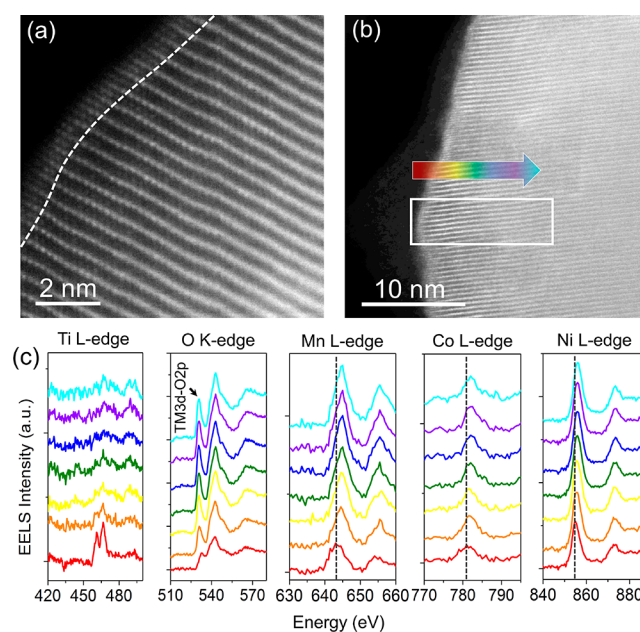 (a)
2 nm
(b)
10 nm
(c)
Ti L-edge
O K-edge
Mn L-edge
Co L-edge
Ni L-edge
TM3d-O2p
EELS Intensity (a.u.)
420 450 480
510 540 570
630 640 650 660
770 780 790
840 860 880
Energy (eV)